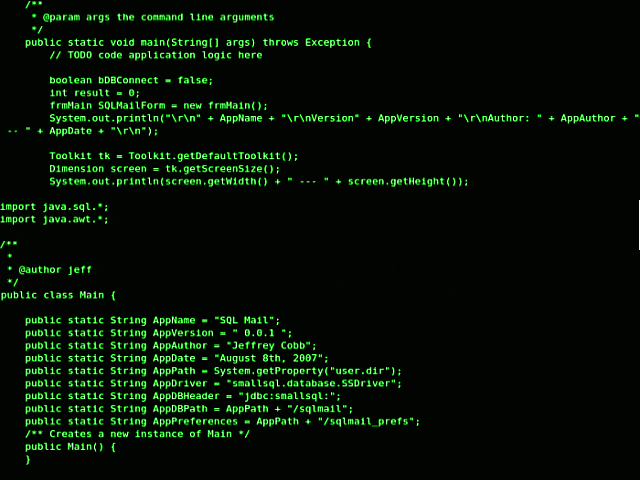 /**
* @param args the command line arguments
*/
public static void main(String[] args) throws Exception {
// TODO code application logic here
boolean bDBConnect = false;
int result = 0;
frmMain SQLMailForm = new frmMain();
System.out.println("\r\n" + AppName + "\r\nVersion" + AppVersion + "\r\nAuthor: " + AppAuthor + "
-- " + AppDate + "\r\n");
Toolkit tk = Toolkit.getDefaultToolkit();
Dimension screen = tk.getScreenSize();
System.out.println(screen.getWidth() + " --- " + screen.getHeight());
import java.sql.*;
import java.awt.*;
/**
*
* @author jeff
*/
public class Main {
public static String AppName = "SQL Mail";
public static String AppVersion = " 0.0.1 ";
public static String AppAuthor = "Jeffrey Cobb";
public static String AppDate = "August 8th, 2007";
public static String AppPath = System.getProperty("user.dir");
public static String AppDriver = "smallsql.database.SSDriver";
public static String AppDBHeader = "jdbc:smallsql:";
public static String AppDBPath = AppPath + "/sqlmail";
public static String AppPreferences = AppPath + "/sqlmail_prefs";
/** Creates a new instance of Main */
public Main() {
}